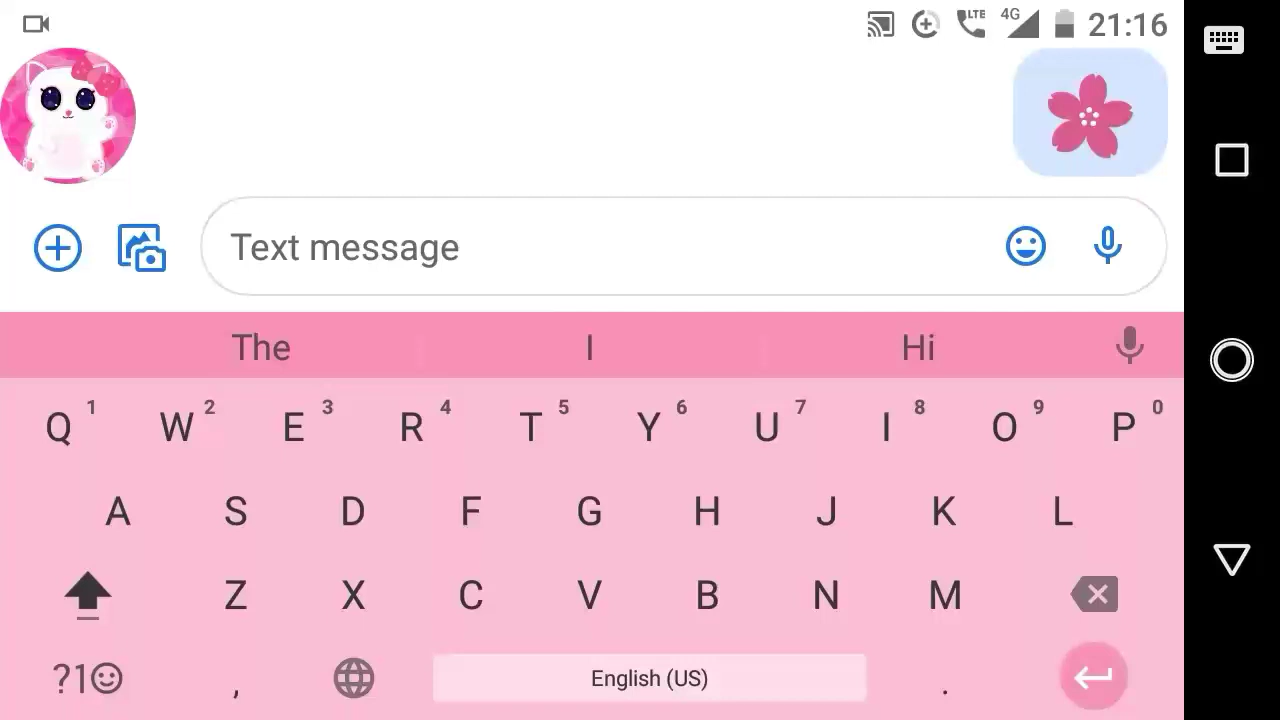 LTE 4G 21:16
Text message
The I Hi
Q 1 W 2 E 3 R 4 T 5 Y 6 U 7 I 8 O 9 P 0
A S D F G H J K L
Z X C V B N M
?1 , English (US) .